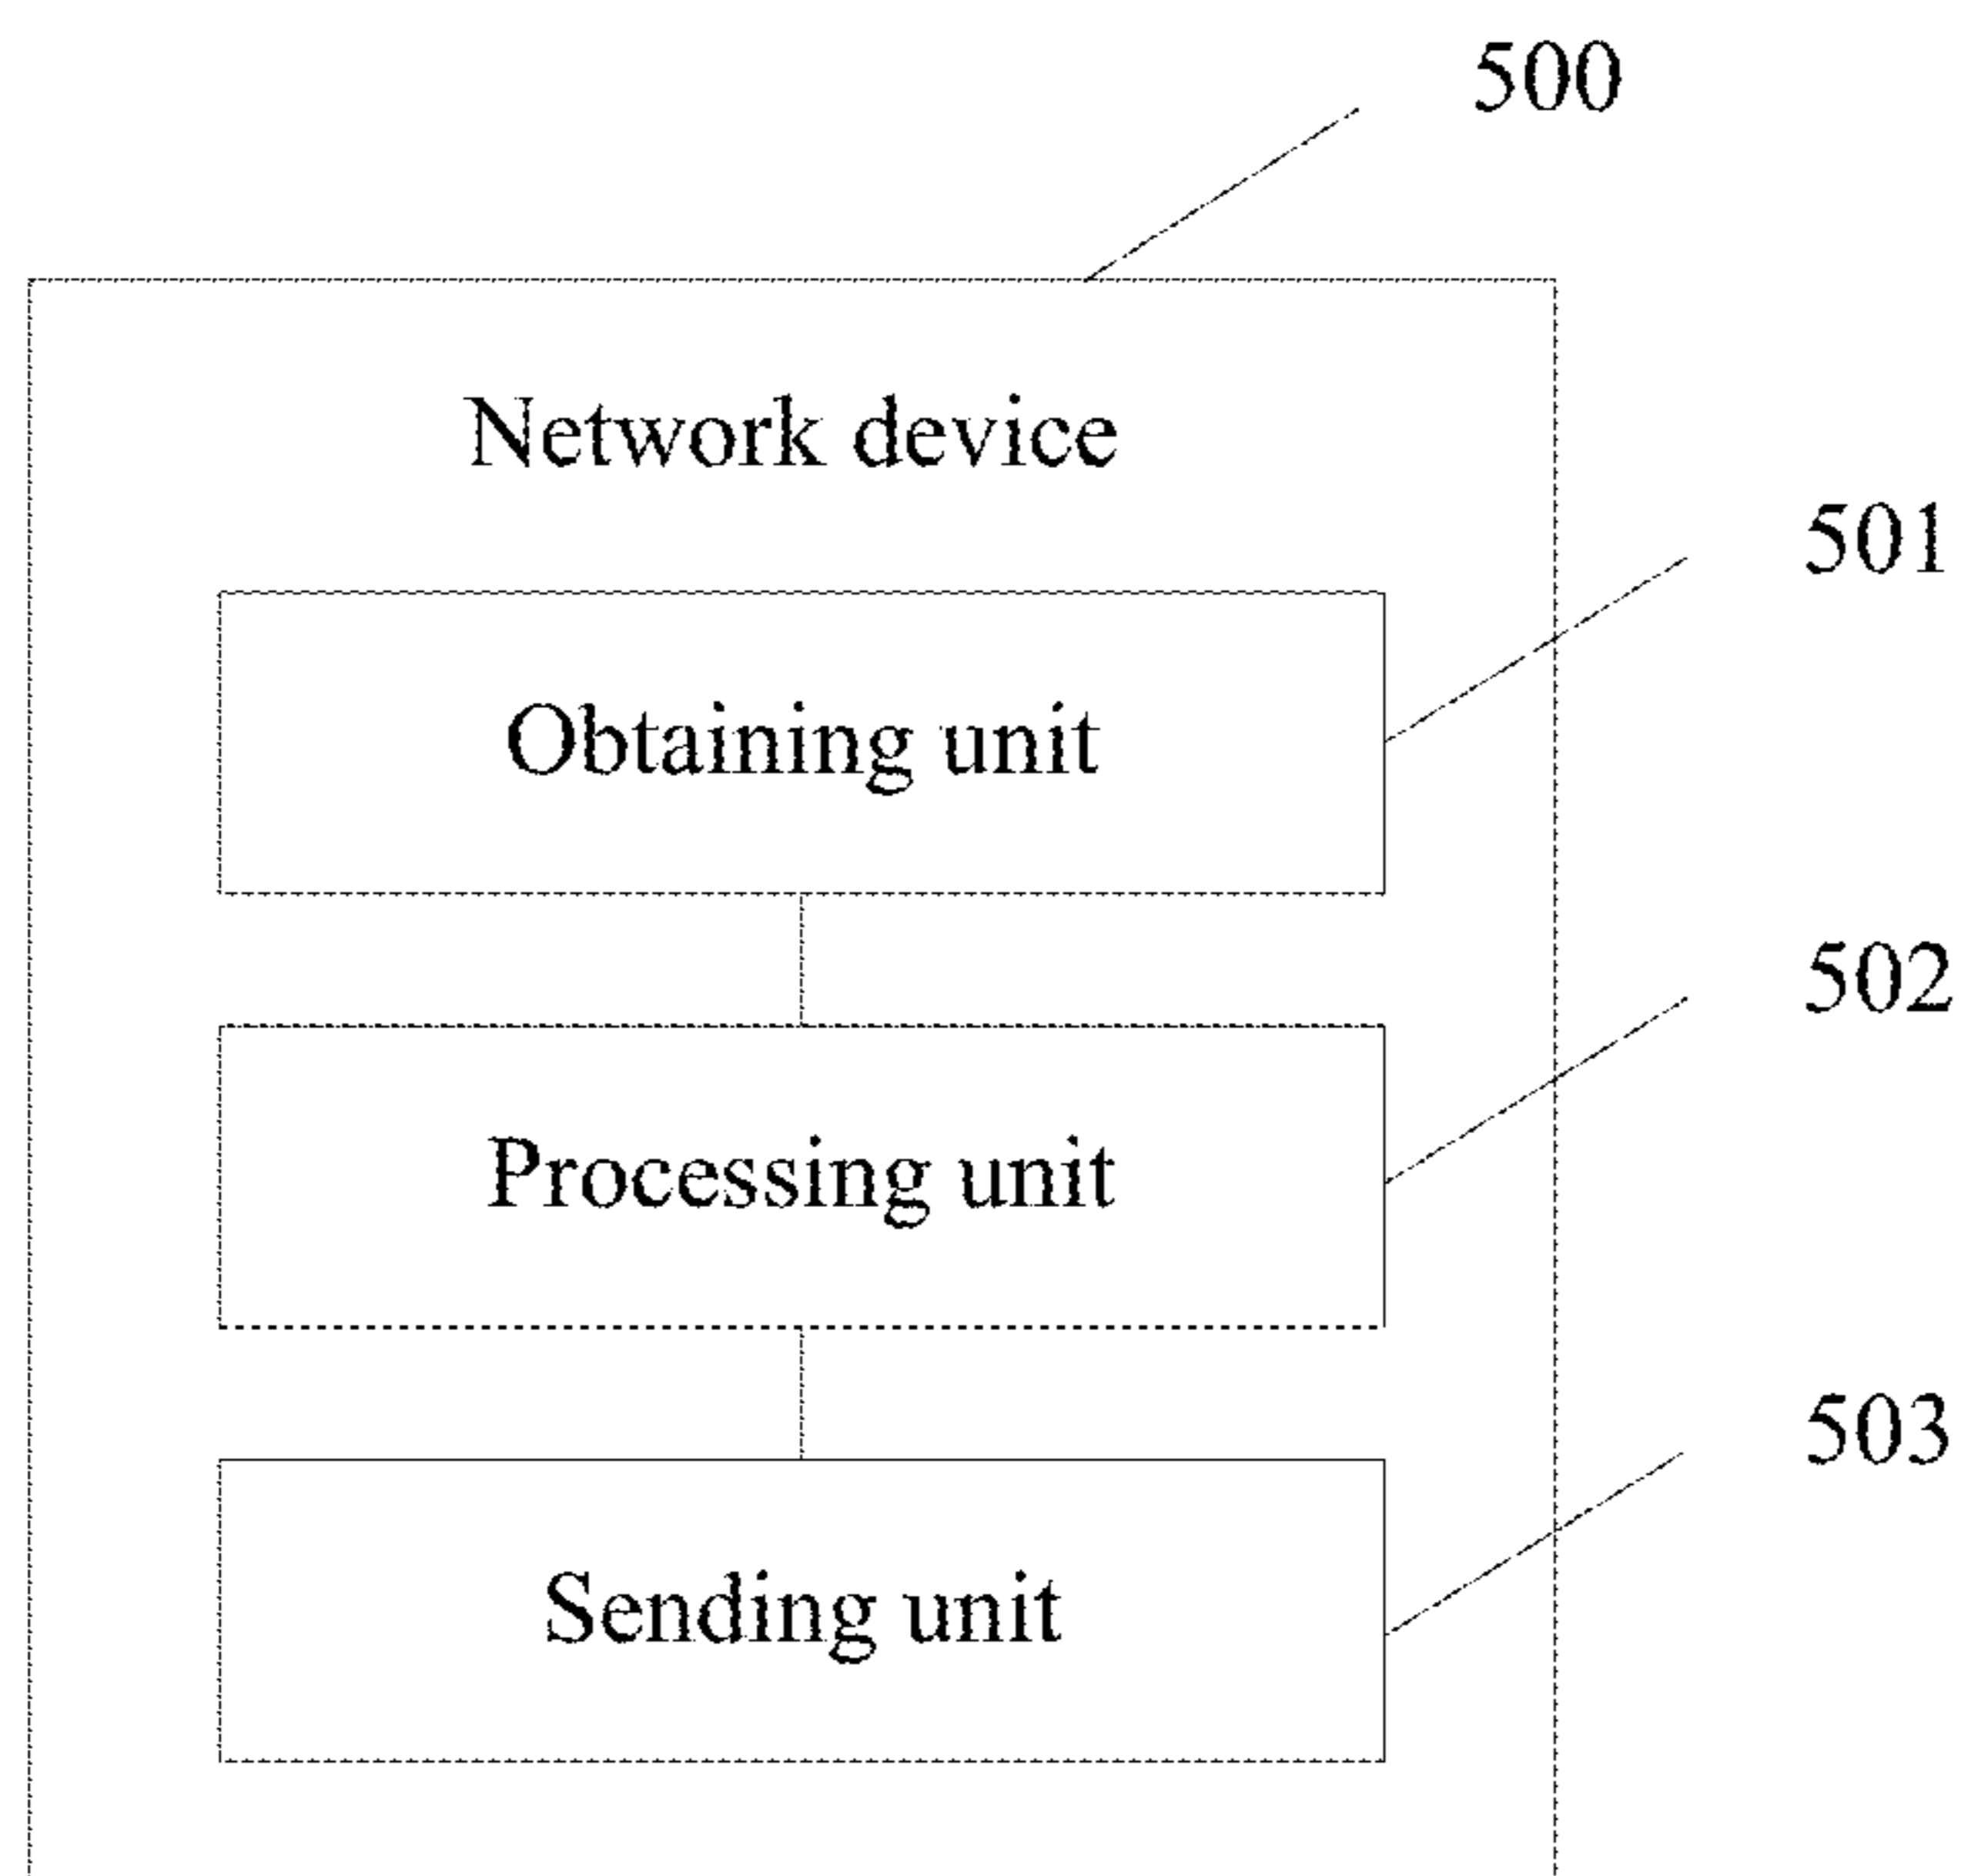 500
Network device
501
Obtaining unit
502
Processing unit
503
Sending unit